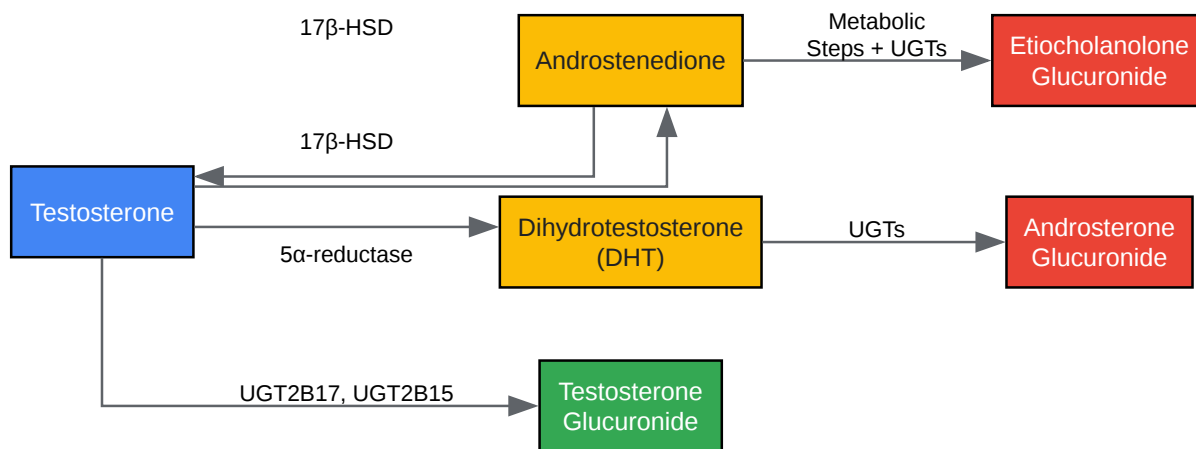 17β-HSD
Androstenedione
Metabolic
Steps + UGTs
Etiocholanolone
Glucuronide
17β-HSD
Testosterone
5α-reductase
Dihydrotestosterone
(DHT)
UGTs
Androsterone
Glucuronide
UGT2B17, UGT2B15
Testosterone
Glucuronide